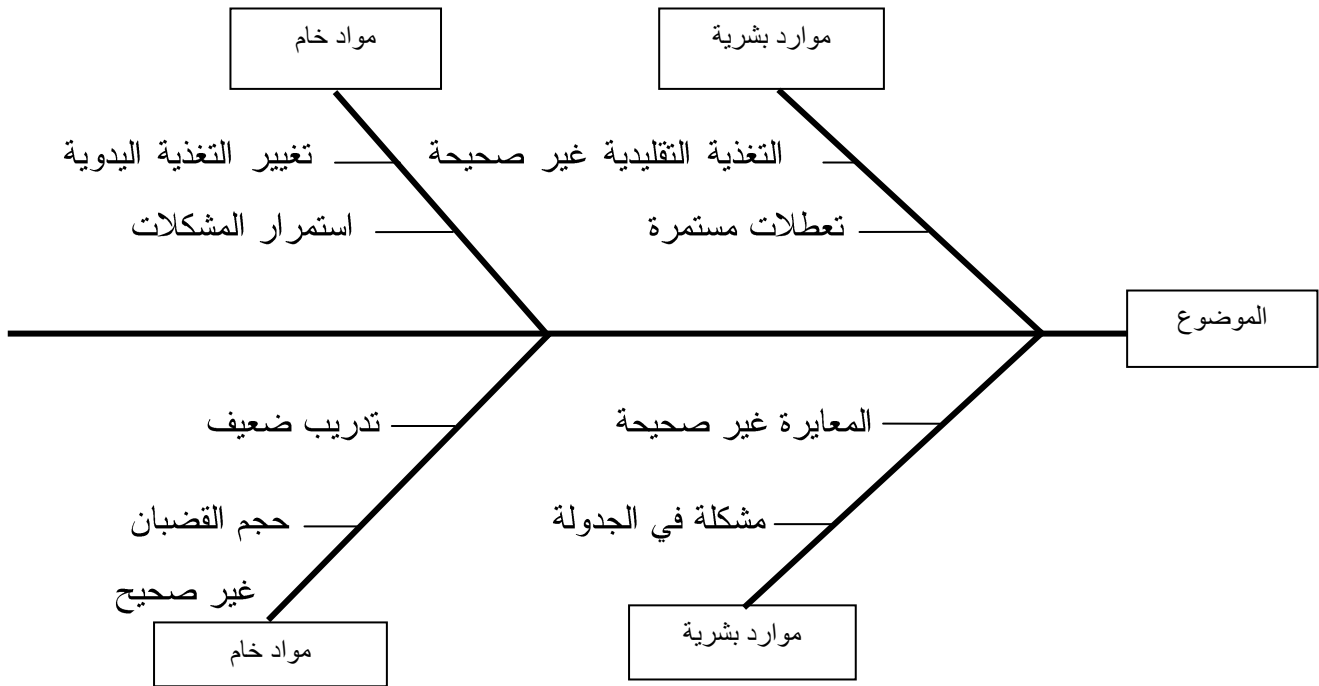 موارد بشرية
مواد خام
التغذية التقليدية غير صحيحة
تغيير التغذية اليدوية
تعطلات مستمرة
استمرار المشكلات
الموضوع
المعايرة غير صحيحة
تدريب ضعيف
مشكلة في الجدولة
حجم القضبان
غير صحيح
موارد بشرية
مواد خام